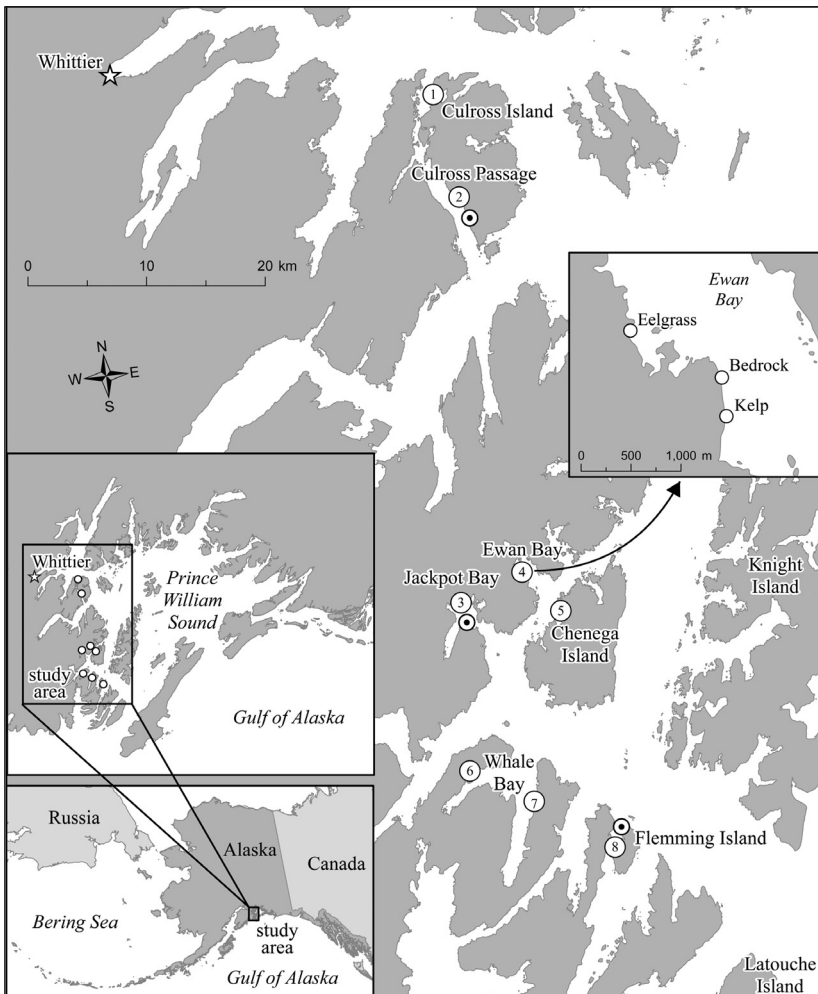 Whittier
1
Culross Island
Culross Passage
2
0 10 20 km
N
W E
S
Ewan
Bay
Eelgrass
Bedrock
Kelp
0 500 1,000 m
Whittier
Prince
William
Sound
study
area
Gulf of Alaska
Ewan Bay
4
Jackpot Bay
3
5
Chenega
Island
Knight
Island
6
Whale
Bay
7
Flemming Island
8
Latouche
Island
Russia
Alaska
Canada
Bering Sea
study
area
Gulf of Alaska